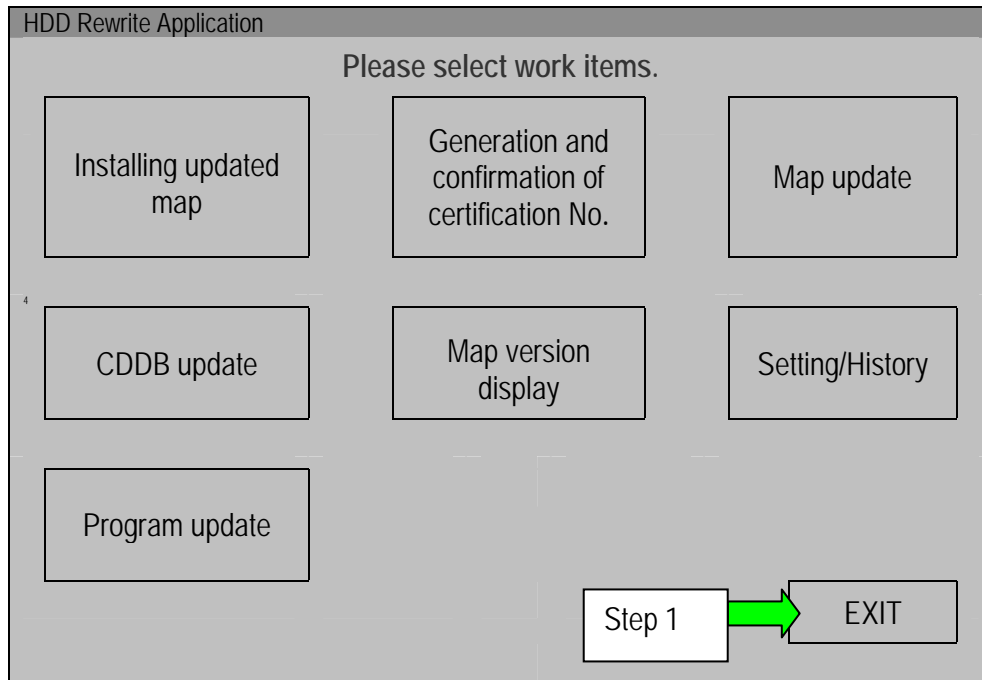 HDD Rewrite Application
Please select work items.
Installing updated
map
Generation and
confirmation of
certification No.
Map update
4
CDDB update
Map version
display
Setting/History
Program update
Step 1
EXIT